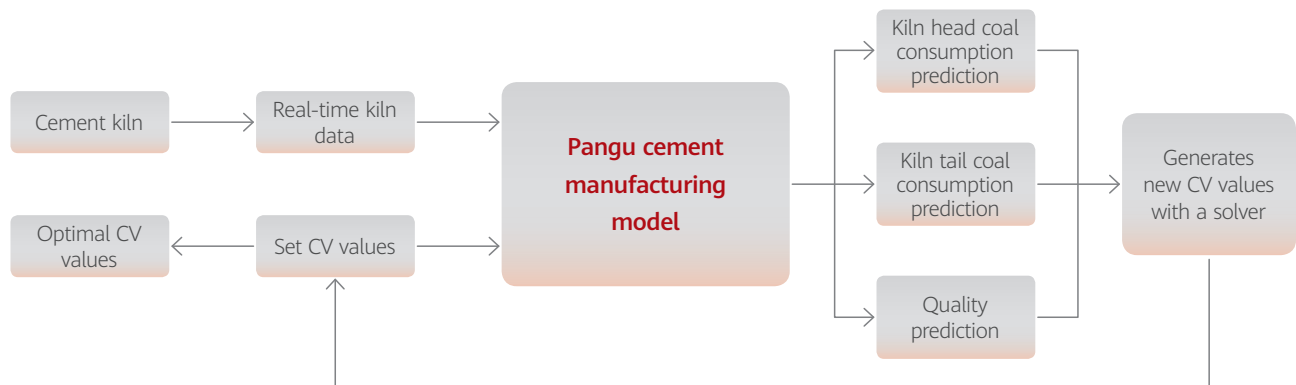 Cement kiln
Real-time kiln
data
Optimal CV
values
Set CV values
Pangu cement
manufacturing
model
Kiln head coal
consumption
prediction
Kiln tail coal
consumption
prediction
Quality
prediction
Generates
new CV values
with a solver